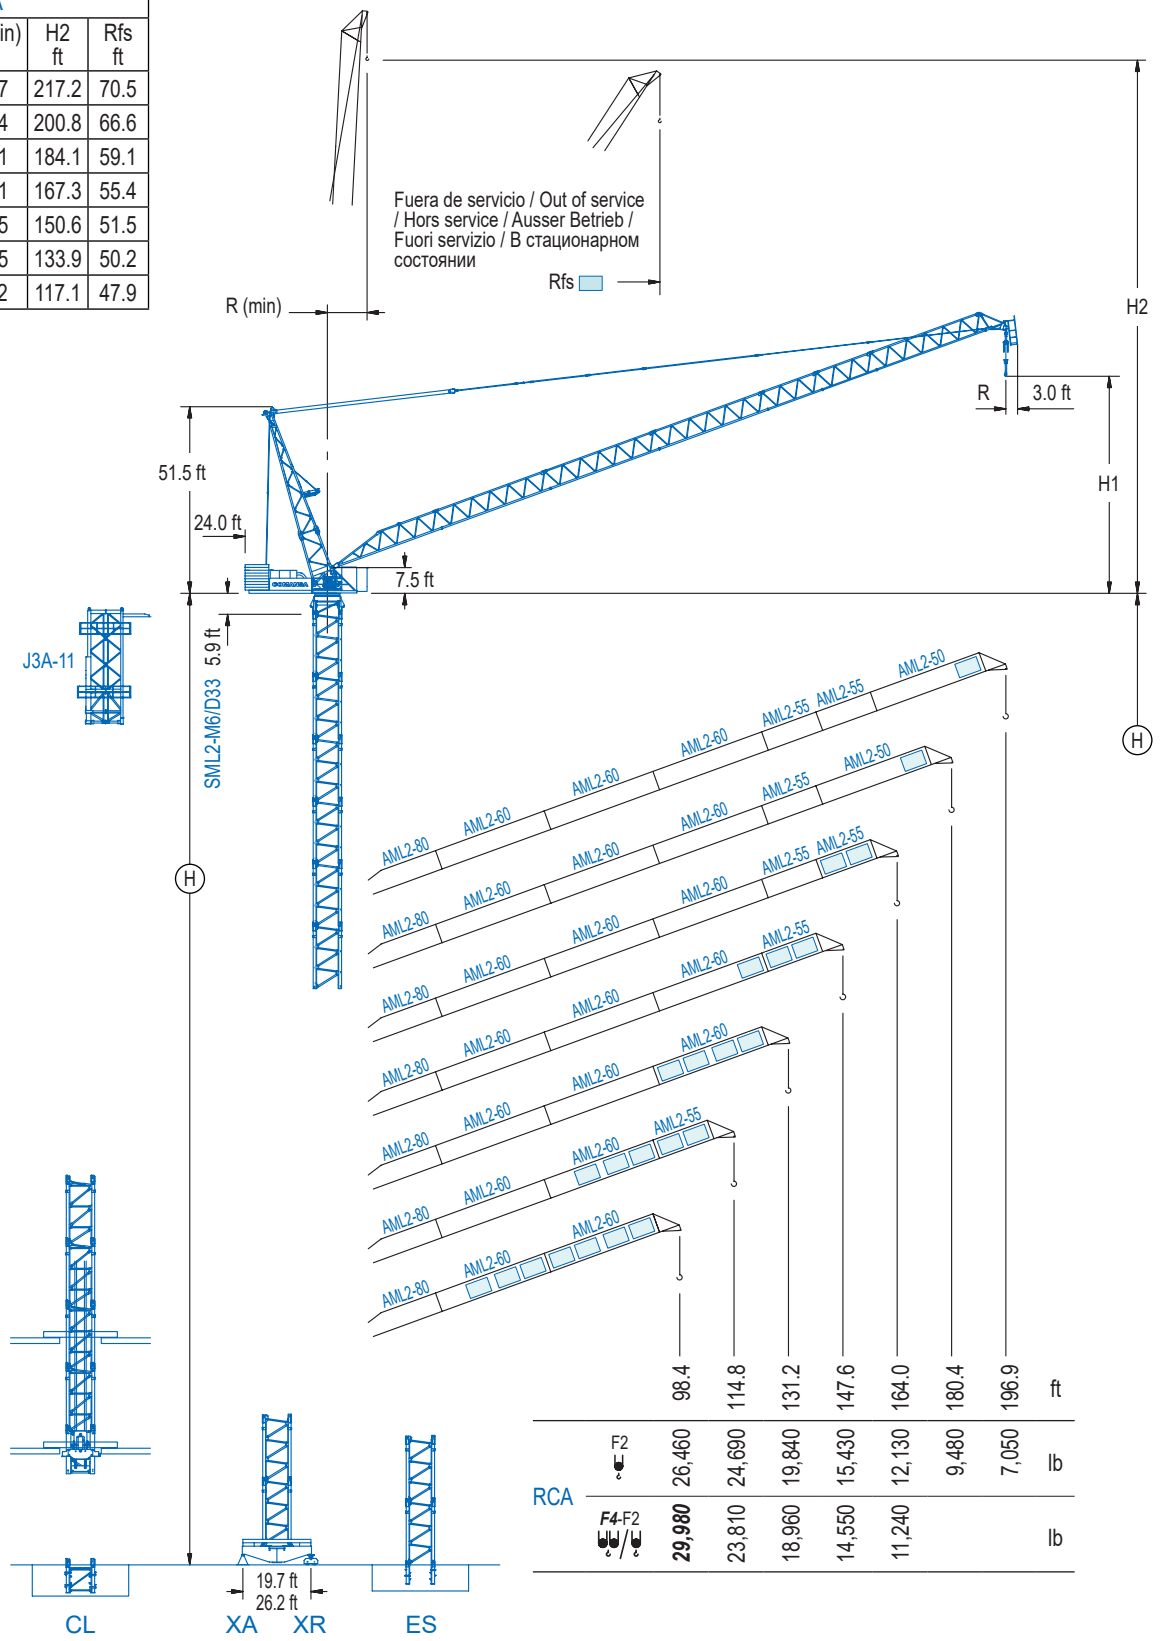 H2 Rfs
ft ft
217.2 70.5
200.8 66.6
184.1 59.1
167.3 55.4
150.6 51.5
133.9 50.2
117.1 47.9
Fuera de servicio / Out of service
/ Hors service / Ausser Betrieb /
Fuori servizio / В стационарном
состоянии
Rfs
R (min)
H2
R 3.0 ft
51.5 ft
H1
24.0 ft
7.5 ft
COMANSA
J3A-11
5.9 ft
SML2-M6/D33
H
H
AML2-80 AML2-60 AML2-60 AML2-60 AML2-55 AML2-55 AML2-50
AML2-80 AML2-60 AML2-60 AML2-60 AML2-55 AML2-50
AML2-80 AML2-60 AML2-60 AML2-60 AML2-55 AML2-55
AML2-80 AML2-60 AML2-60 AML2-60 AML2-55
AML2-80 AML2-60 AML2-60 AML2-60
AML2-80 AML2-60 AML2-60 AML2-55
AML2-80 AML2-60 AML2-60
98.4 114.8 131.2 147.6 164.0 180.4 196.9 ft
RCA
F2 26,460 24,690 19,840 15,430 12,130 9,480 7,050 lb
F4-F2 29,980 23,810 18,960 14,550 11,240 lb
19.7 ft
26.2 ft
CL XA XR ES